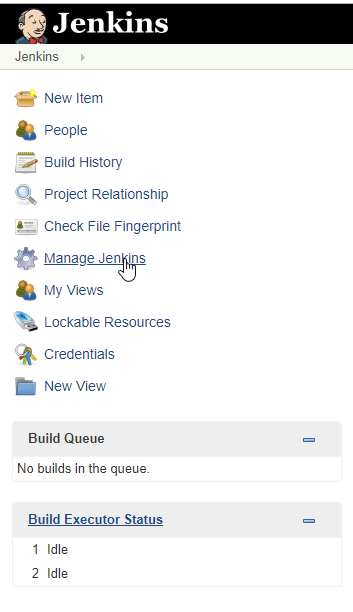 Jenkins
Jenkins
New Item
People
Build History
Project Relationship
Check File Fingerprint
Manage Jenkins
My Views
Lockable Resources
Credentials
New View
Build Queue
No builds in the queue.
Build Executor Status
1 Idle
2 Idle